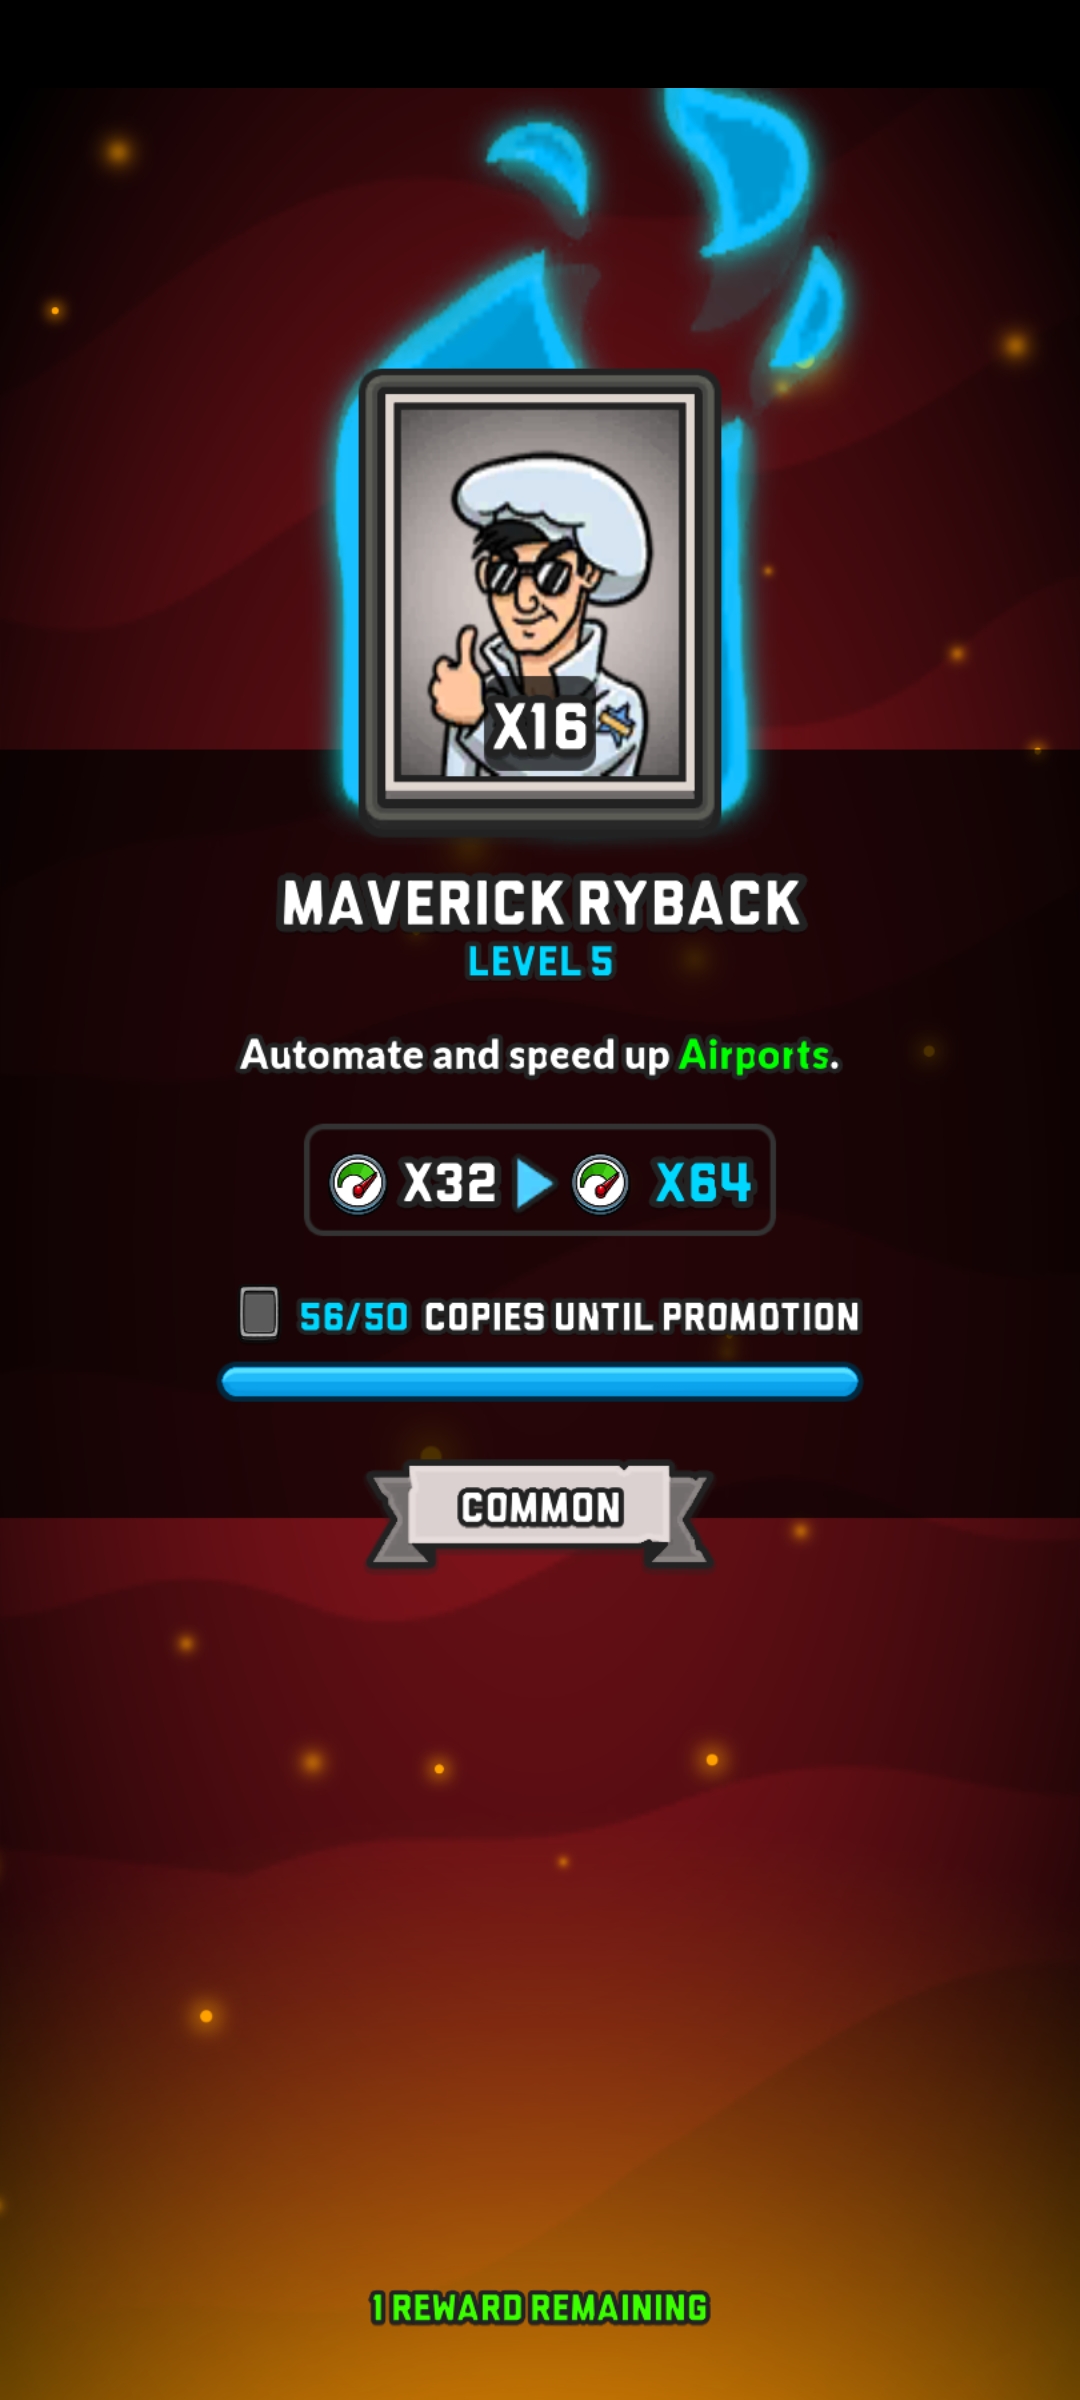 X16
MAVERICK RYBACK
LEVEL 5
Automate and speed up Airports.
X32 X64
56/50 COPIES UNTIL PROMOTION
COMMON
1 REWARD REMAINING